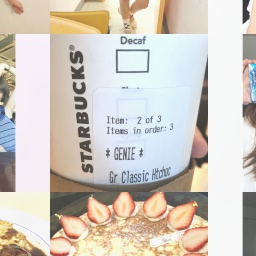 Decaf
STARBUCKS®
Item: 2 of 3
Items in order: 3
* GENIE *
Gr Classic Htchoc